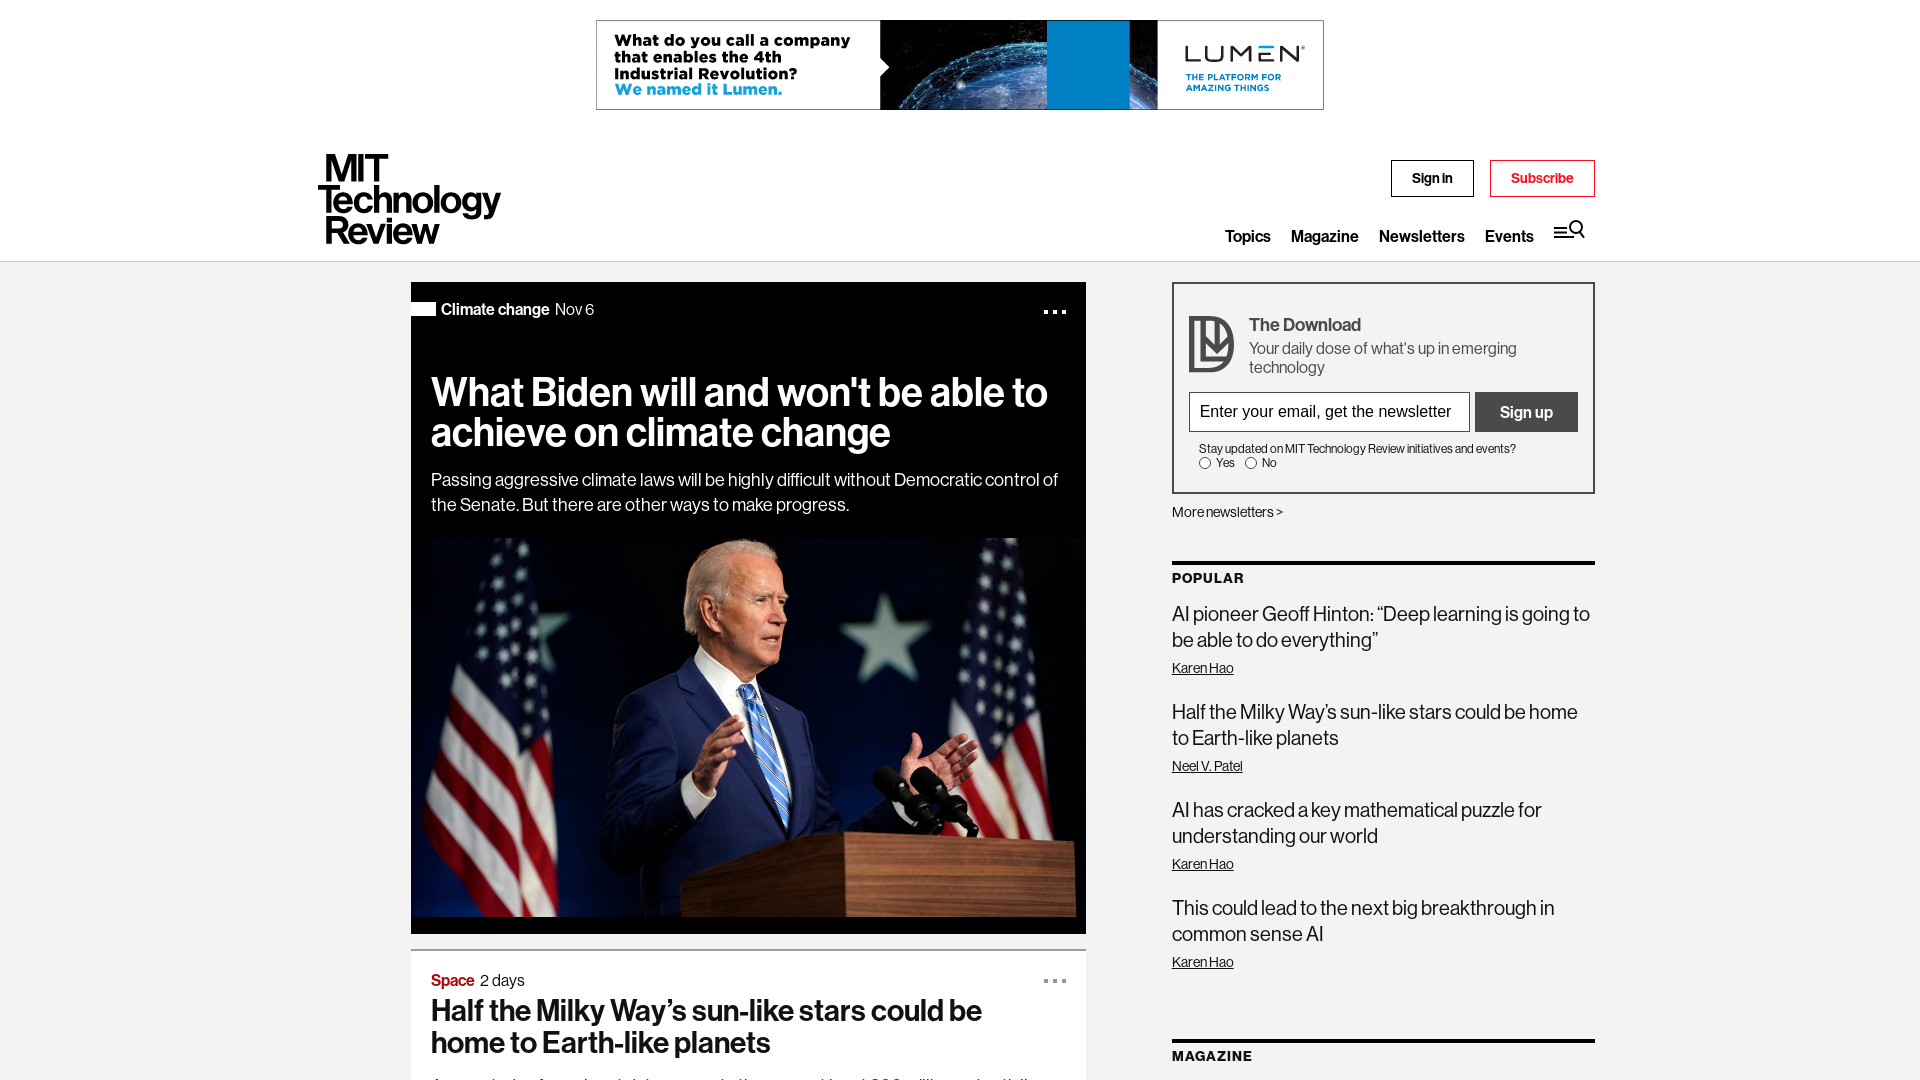 What do you call a company
that enables the 4th
Industrial Revolution?
We named it Lumen.
LUMEN®
THE PLATFORM FOR
AMAZING THINGS
MIT
Technology
Review
Sign in
Subscribe
Topics
Magazine
Newsletters
Events
Climate change Nov 6
What Biden will and won't be able to
achieve on climate change
Passing aggressive climate laws will be highly difficult without Democratic control of
the Senate. But there are other ways to make progress.
Space 2 days
Half the Milky Way’s sun-like stars could be
home to Earth-like planets
The Download
Your daily dose of what's up in emerging
technology
Enter your email, get the newsletter
Sign up
Stay updated on MIT Technology Review initiatives and events?
Yes No
More newsletters >
POPULAR
AI pioneer Geoff Hinton: “Deep learning is going to
be able to do everything”
Karen Hao
Half the Milky Way’s sun-like stars could be home
to Earth-like planets
Neel V. Patel
AI has cracked a key mathematical puzzle for
understanding our world
Karen Hao
This could lead to the next big breakthrough in
common sense AI
Karen Hao
MAGAZINE